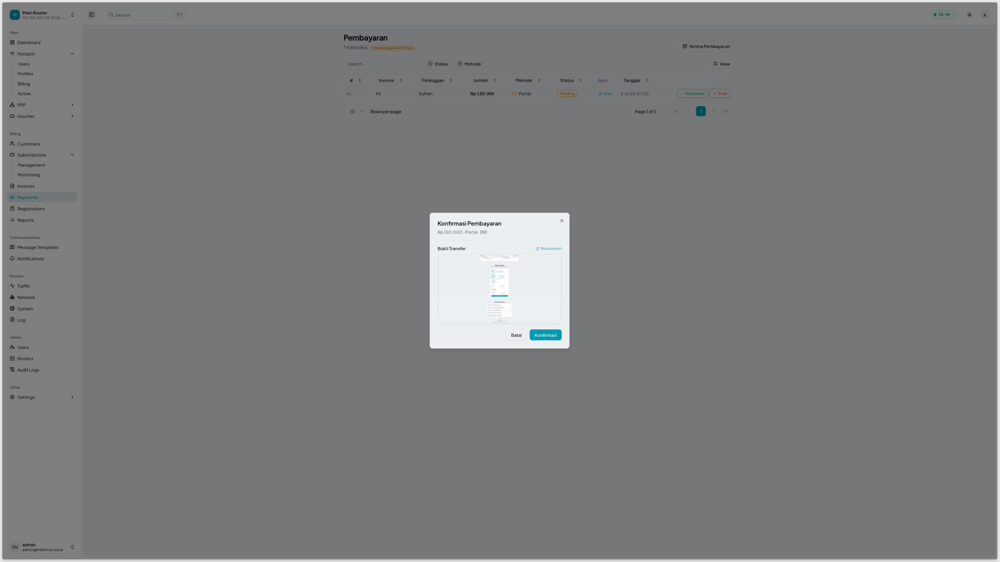 Main Router
192.168.233.199:8728 — ...
Search
⌘ K
15 ms
A
Main
Dashboard
Hotspot
Users
Profiles
Billing
Active
PPP
Voucher
Billing
Customers
Subscriptions
Management
Monitoring
Invoices
Payments
Registrations
Reports
Communications
Message Templates
Notifications
Monitor
Traffic
Network
System
Log
Admin
Users
Routers
Audit Logs
Other
Settings
SN
admin
admin@mikhmon.local
Pembayaran
1 transaksi 1 menunggu konfirmasi
Terima Pembayaran
Search... Status Metode View
# Invoice Pelanggan Jumlah Metode Status Bukti Tanggal
#1 #1 Sulhan Rp 150.000 Portal Pending Lihat 5 Jul 26 20:02 Konfirmasi Tolak
10 Rows per page Page 1 of 1 1
Konfirmasi Pembayaran
Rp 150.000 · Portal · BRI
Bukti Transfer Buka penuh
Batal Konfirmasi